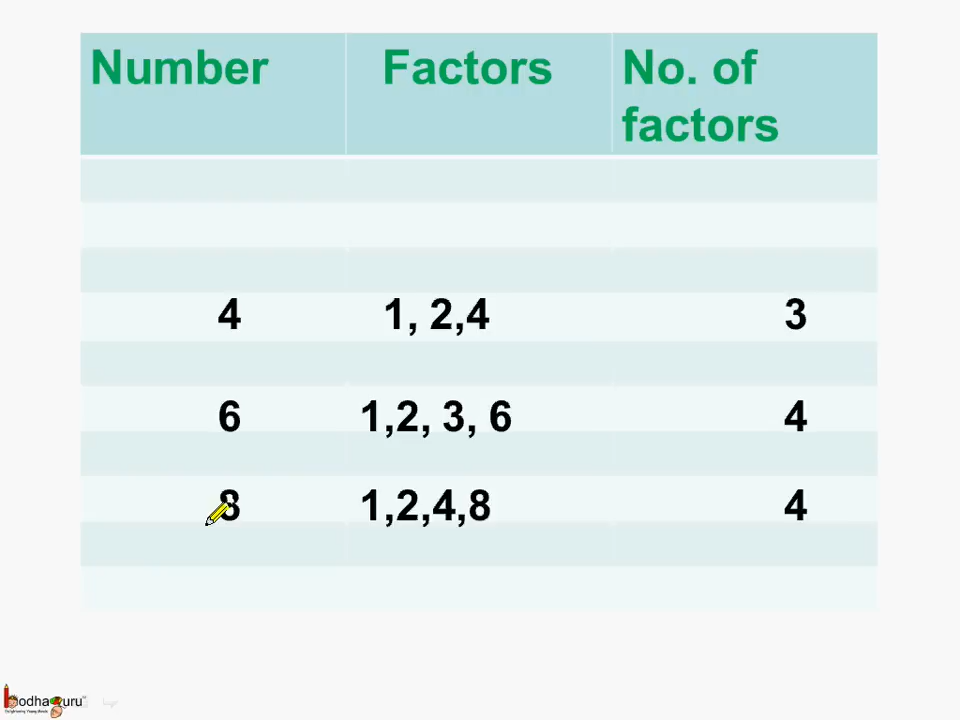 Number Factors No. of
factors
4 1, 2,4 3
6 1,2, 3, 6 4
8 1,2,4,8 4